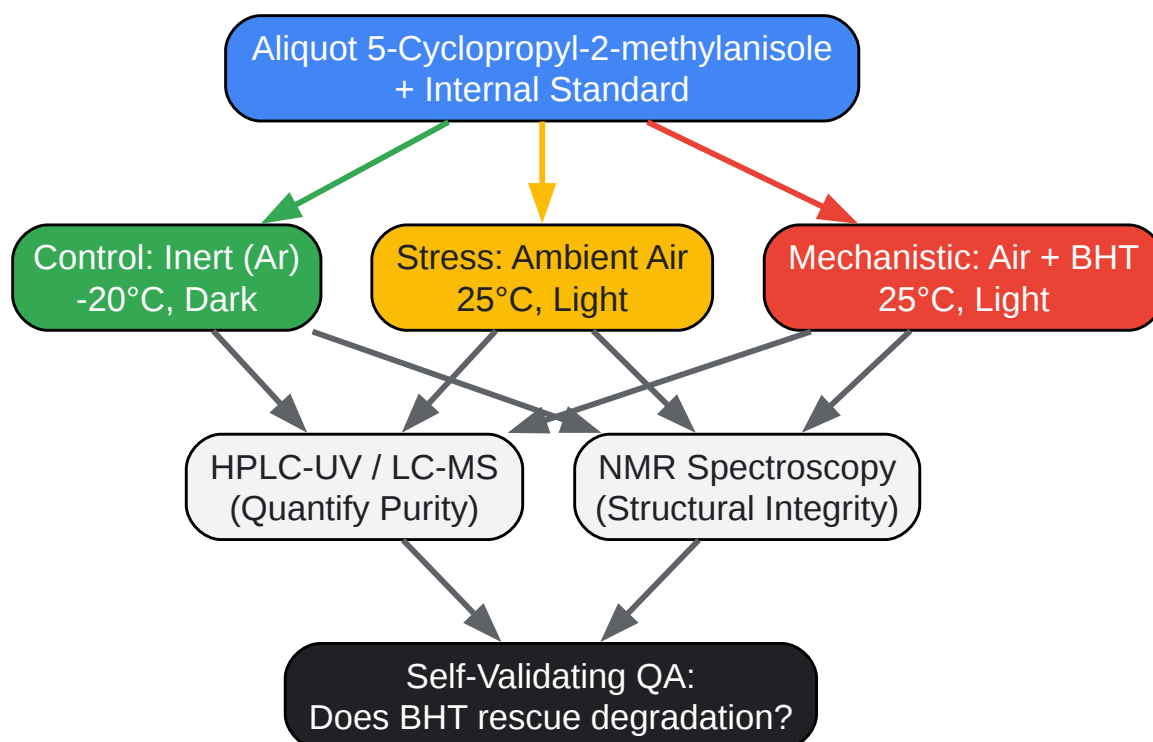 Aliquot 5-Cyclopropyl-2-methylanisole
+ Internal Standard
Control: Inert (Ar)
-20°C, Dark
Stress: Ambient Air
25°C, Light
Mechanistic: Air + BHT
25°C, Light
HPLC-UV / LC-MS
(Quantify Purity)
NMR Spectroscopy
(Structural Integrity)
Self-Validating QA:
Does BHT rescue degradation?